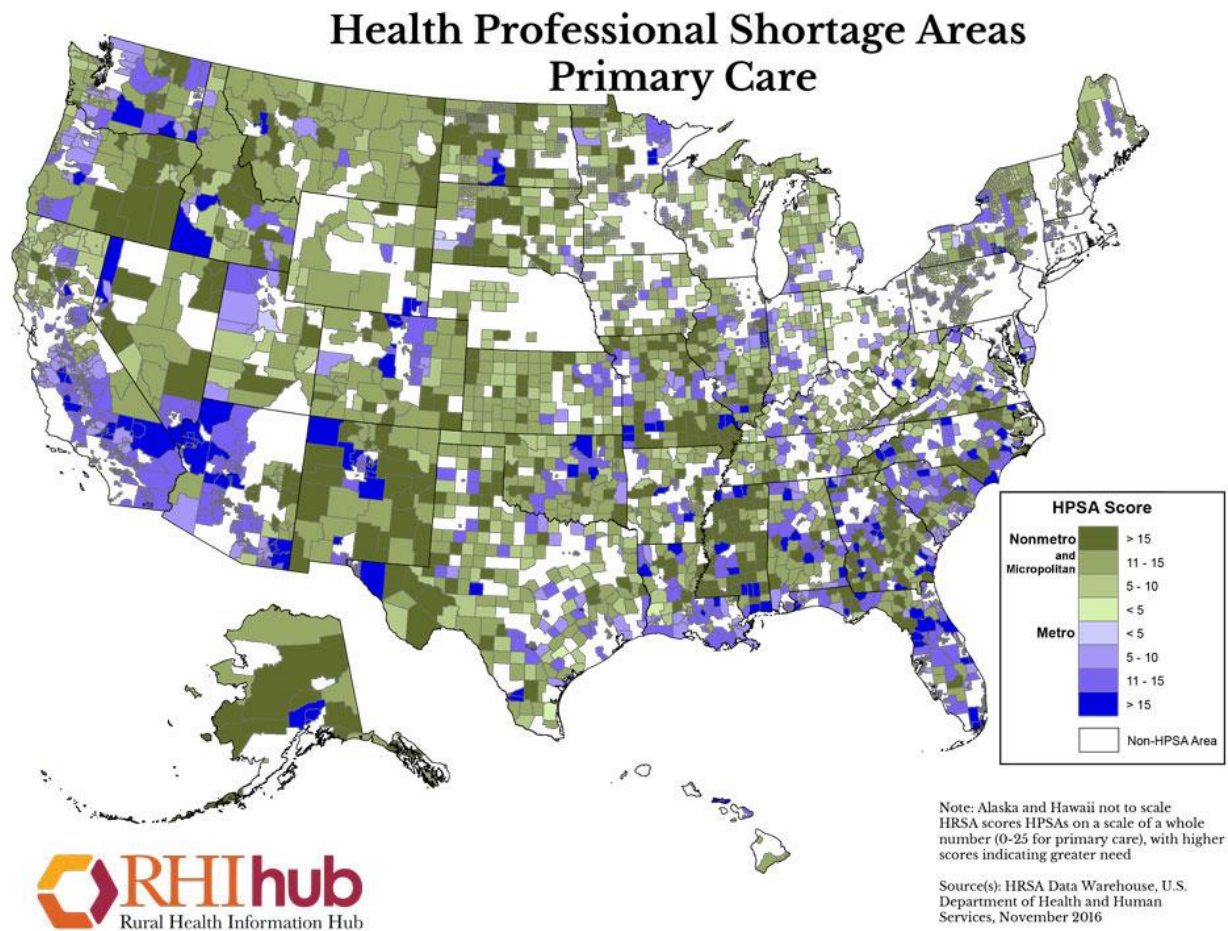 Health Professional Shortage Areas
Primary Care
HPSA Score
Nonmetro
and
Micropolitan
> 15
11 - 15
5 - 10
< 5
Metro
< 5
5 - 10
11 - 15
> 15
Non-HPSA Area
Note: Alaska and Hawaii not to scale
HRSA scores HPSAs on a scale of a whole
number (0-25 for primary care), with higher
scores indicating greater need
Source(s): HRSA Data Warehouse, U.S.
Department of Health and Human
Services, November 2016
RHIhub
Rural Health Information Hub